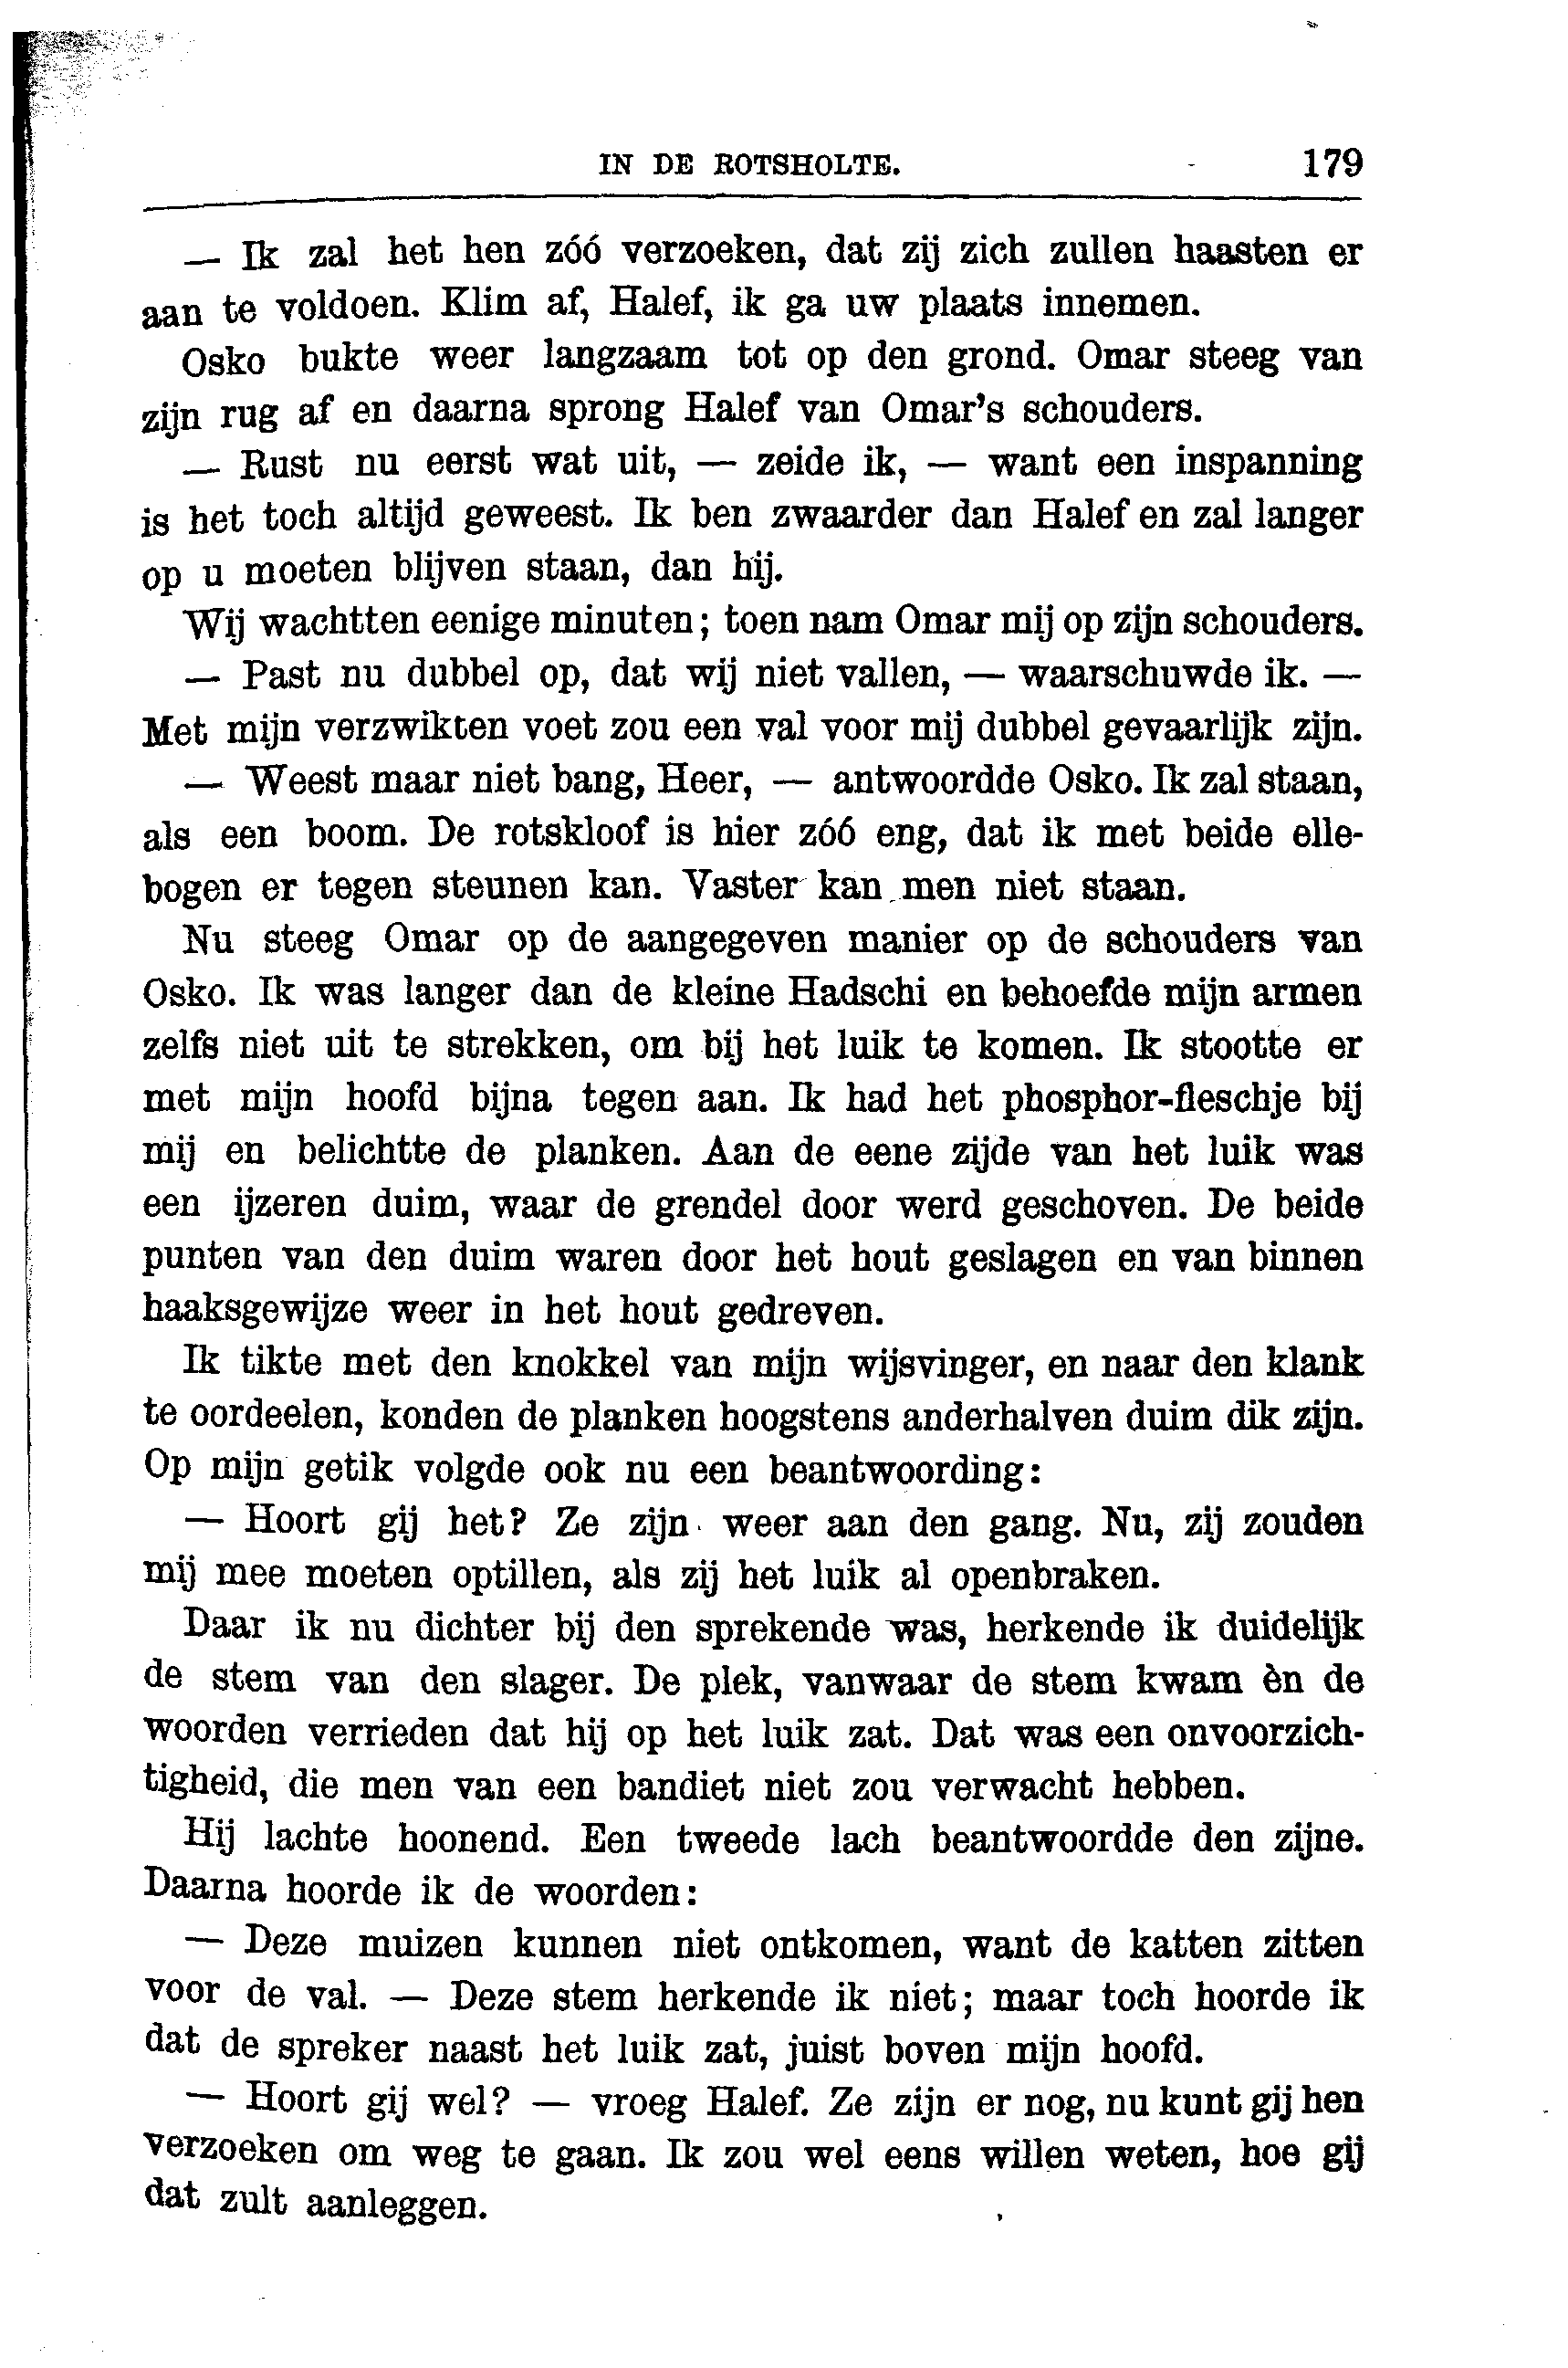 IN DE ROTSHOLTE. 179
— Ik zal het hen zóó verzoeken, dat zij zich zullen haasten er
aan te voldoen. Klim af, Halef, ik ga uw plaats innemen.
Osko bukte weer langzaam tot op den grond. Omar steeg van
zijn rug af en daarna sprong Halef van Omar's schouders.
— Rust nu eerst wat uit, — zeide ik, — want een inspanning
is het toch altijd geweest. Ik ben zwaarder dan Halef en zal langer
op u moeten blijven staan, dan hij.
Wij wachtten eenige minuten; toen nam Omar mij op zijn schouders.
— Past nu dubbel op, dat wij niet vallen, — waarschuwde ik. —
Met mijn verzwikten voet zou een val voor mij dubbel gevaarlijk zijn.
— Weest maar niet bang, Heer, — antwoordde Osko. Ik zal staan,
als een boom. De rotskloof is hier zóó eng, dat ik met beide elle-
bogen er tegen steunen kan. Vaster kan men niet staan.
Nu steeg Omar op de aangegeven manier op de schouders van
Osko. Ik was langer dan de kleine Hadschi en behoefde mijn armen
zelfs niet uit te strekken, om bij het luik te komen. Ik stootte er
met mijn hoofd bijna tegen aan. Ik had het phosphor-fleschje bij
mij en belichtte de planken. Aan de eene zijde van het luik was
een ijzeren duim, waar de grendel door werd geschoven. De beide
punten van den duim waren door het hout geslagen en van binnen
haaksgewijze weer in het hout gedreven.
Ik tikte met den knokkel van mijn wijsvinger, en naar den klank
te oordeelen, konden de planken hoogstens anderhalven duim dik zijn.
Op mijn getik volgde ook nu een beantwoording:
— Hoort gij het? Ze zijn weer aan den gang. Nu, zij zouden
mij mee moeten optillen, als zij het luik al openbraken.
Daar ik nu dichter bij den sprekende was, herkende ik duidelijk
de stem van den slager. De plek, vanwaar de stem kwam èn de
woorden verrieden dat hij op het luik zat. Dat was een onvoorzich-
tigheid, die men van een bandiet niet zou verwacht hebben.
Hij lachte hoonend. Een tweede lach beantwoordde den zijne.
Daarna hoorde ik de woorden:
— Deze muizen kunnen niet ontkomen, want de katten zitten
voor de val. — Deze stem herkende ik niet; maar toch hoorde ik
dat de spreker naast het luik zat, juist boven mijn hoofd.
— Hoort gij wel? — vroeg Halef. Ze zijn er nog, nu kunt gij hen
verzoeken om weg te gaan. Ik zou wel eens willen weten, hoe gij
dat zult aanleggen.